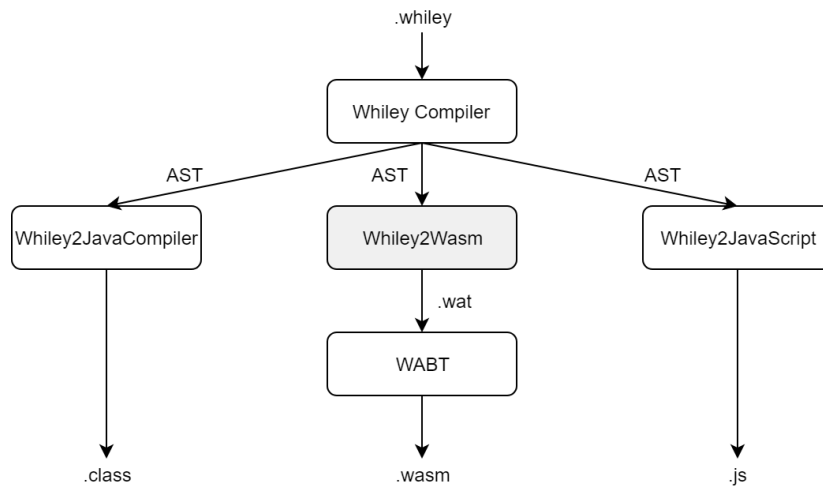 .whiley
Whiley Compiler
AST
AST
AST
Whiley2JavaCompiler
Whiley2Wasm
Whiley2JavaScript
.wat
WABT
.class
.wasm
.js